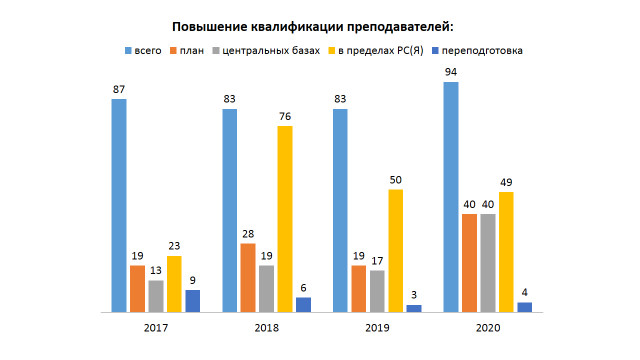 Повышение квалификации преподавателей:
всего план центральных базах в пределах РС(Я) переподготовка
87 19 13 23 9
83 28 19 76 6
83 19 17 50 3
94 40 40 49 4
2017 2018 2019 2020